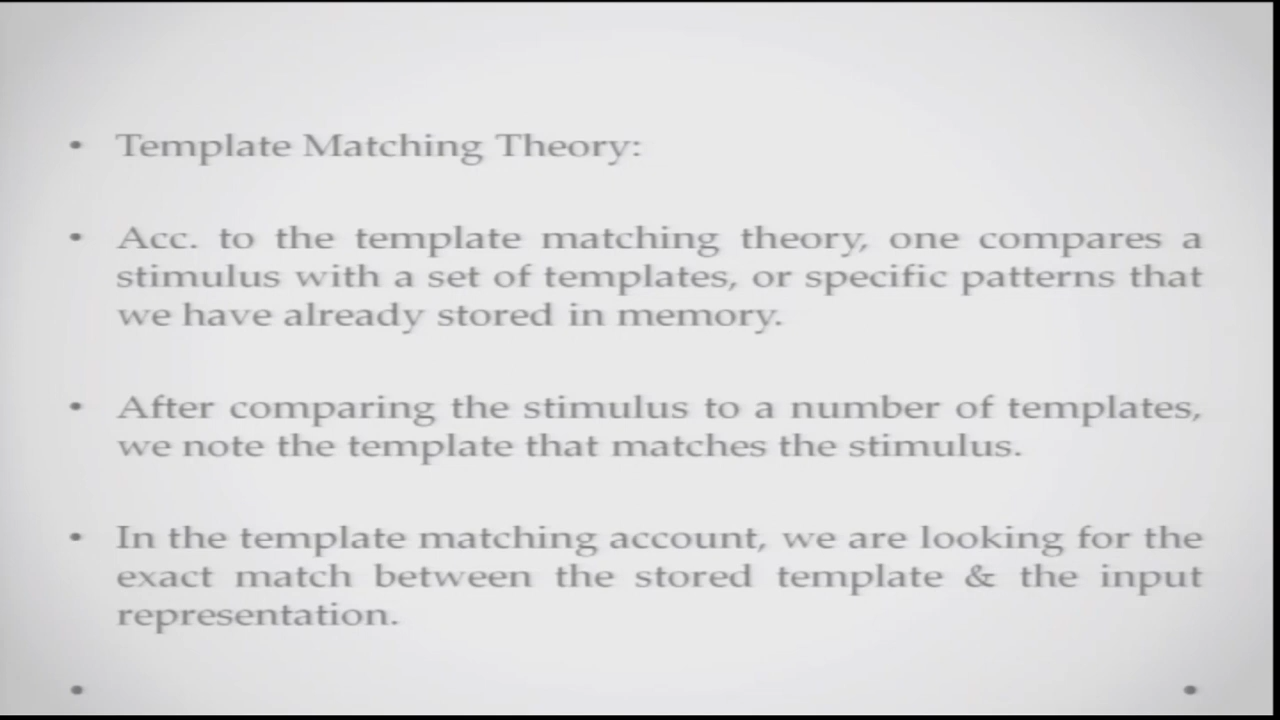 • Template Matching Theory:
• Acc. to the template matching theory, one compares a
stimulus with a set of templates, or specific patterns that
we have already stored in memory.
• After comparing the stimulus to a number of templates,
we note the template that matches the stimulus.
• In the template matching account, we are looking for the
exact match between the stored template & the input
representation.